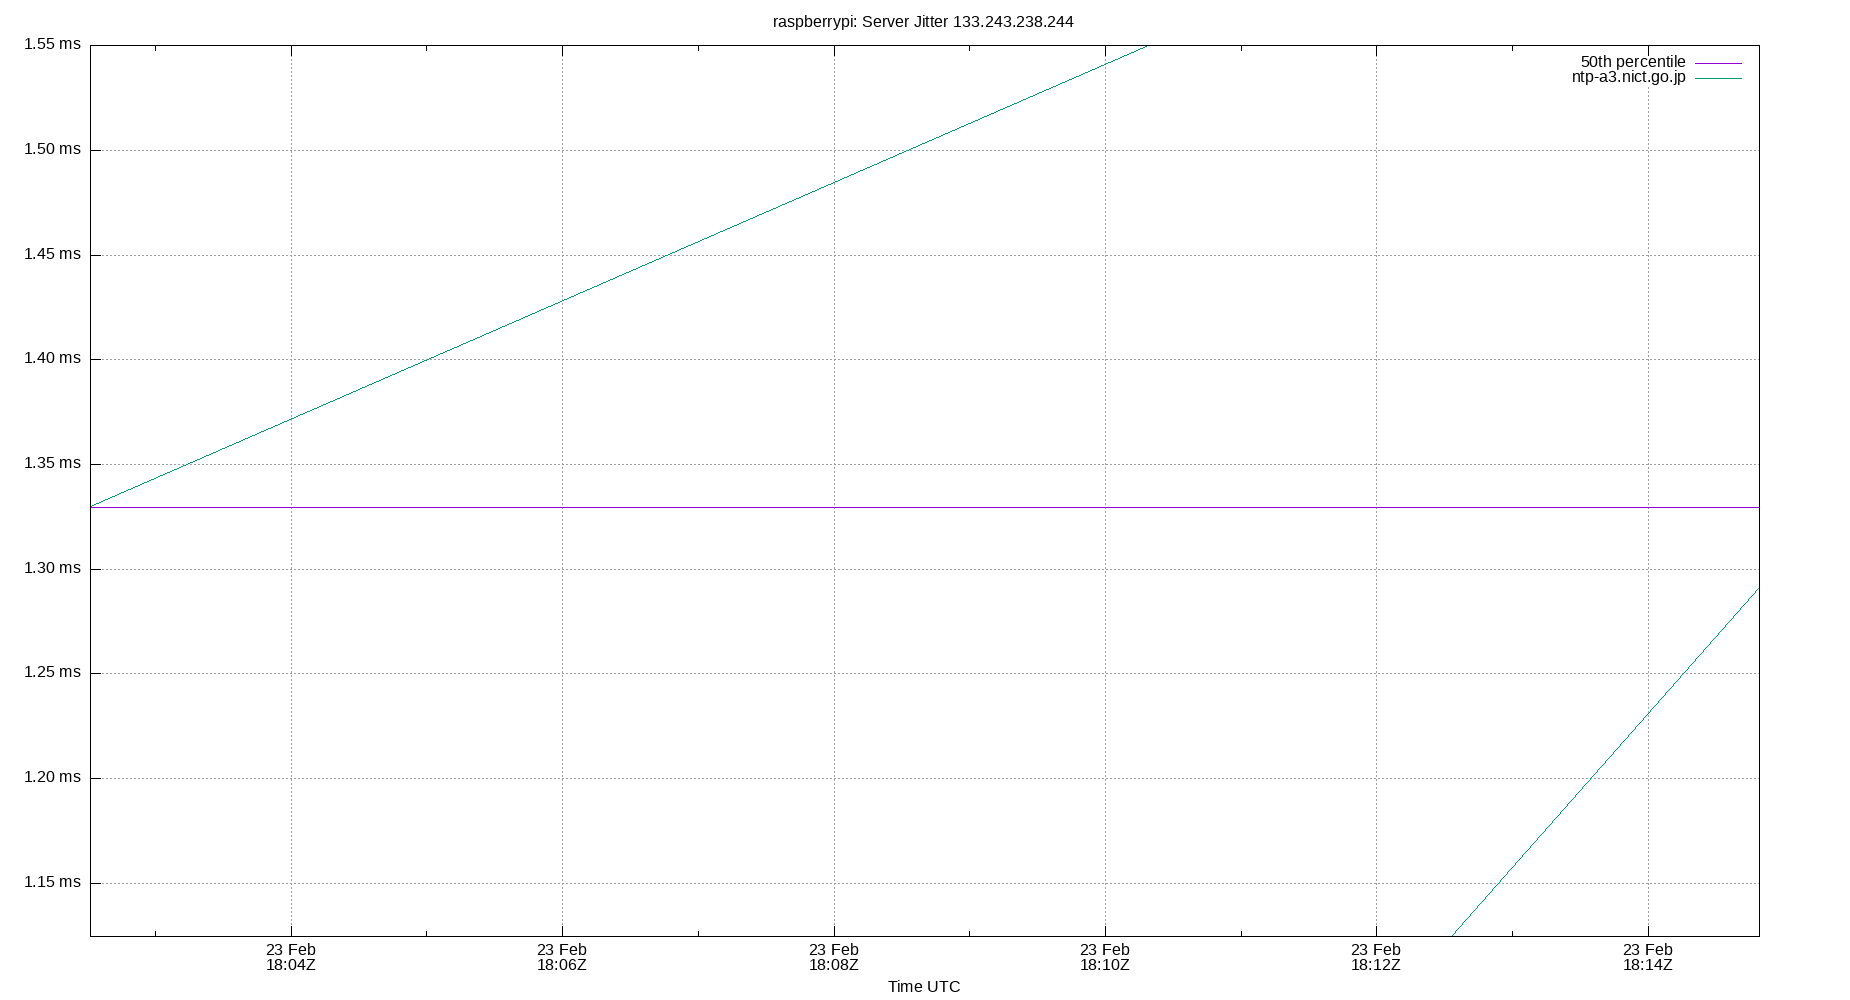 raspberrypi: Server Jitter 133.243.238.244
1.55 ms
50th percentile
ntp-a3.nict.go.jp
1.50 ms
1.45 ms
1.40 ms
1.35 ms
1.30 ms
1.25 ms
1.20 ms
1.15 ms
23 Feb 23 Feb 23 Feb 23 Feb 23 Feb 23 Feb
18:04Z 18:06Z 18:08Z 18:10Z 18:12Z 18:14Z
Time UTC